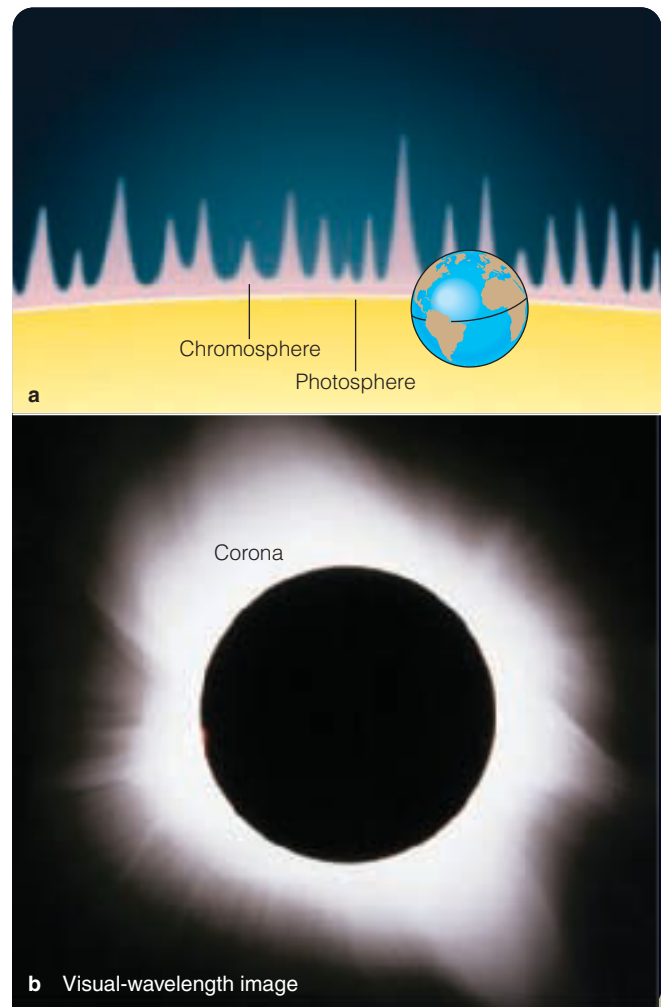 Chromosphere
Photosphere
a
Corona
b Visual-wavelength image